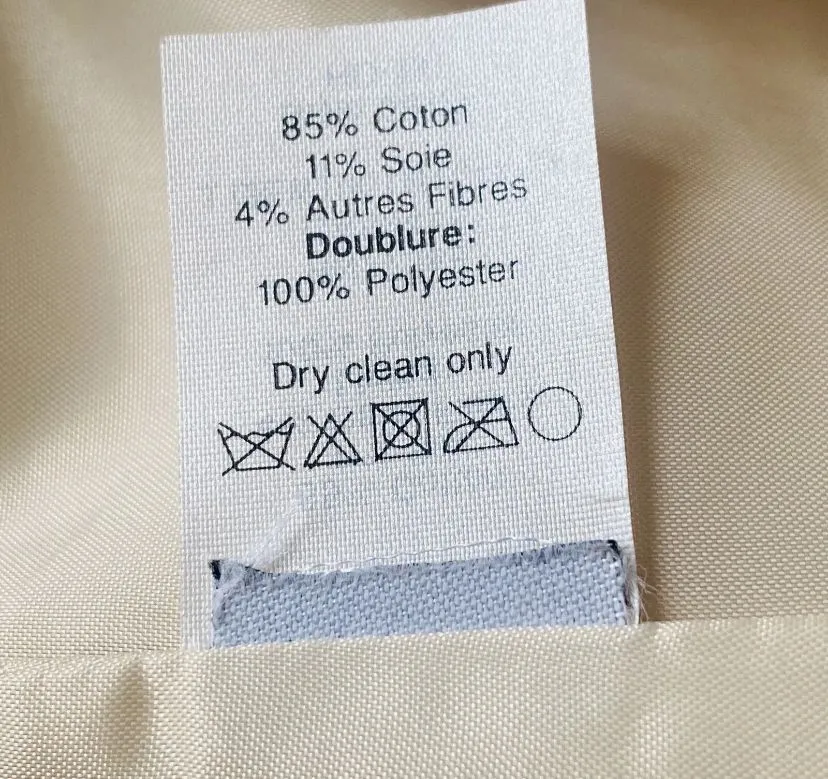 85% Coton
11% Soie
4% Autres Fibres
Doublure:
100% Polyester
Dry clean only